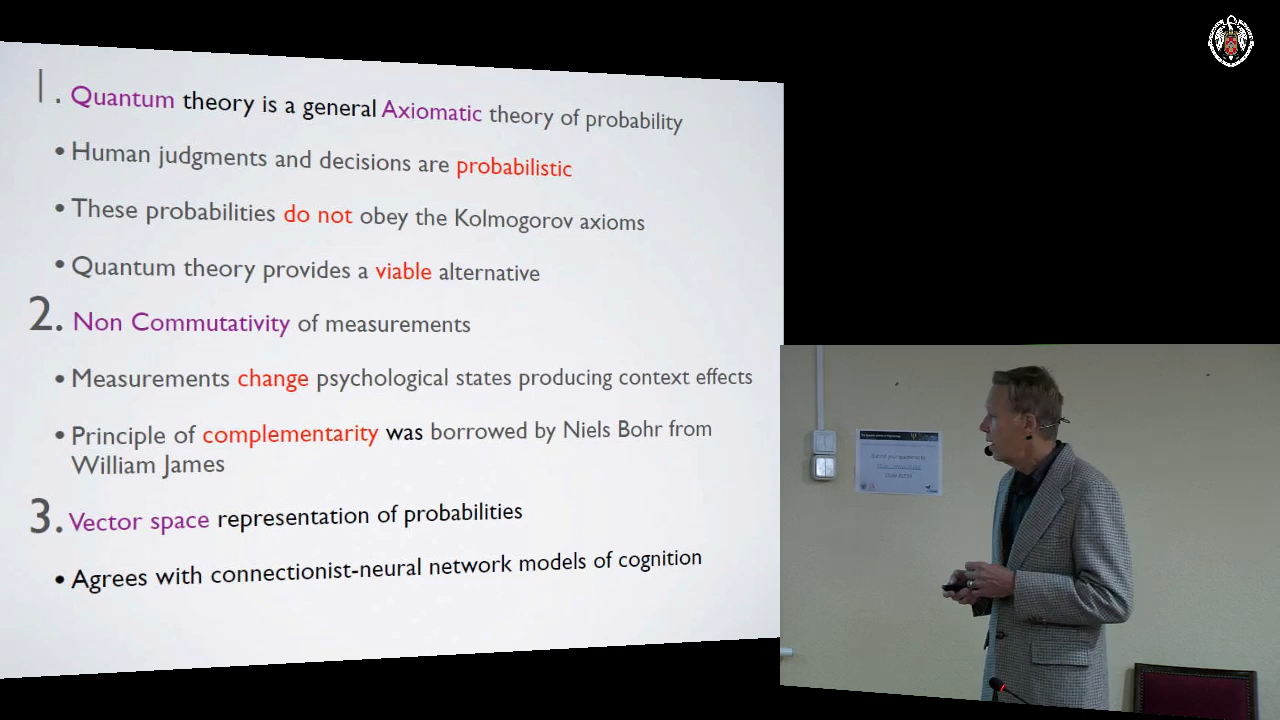 1. Quantum theory is a general Axiomatic theory of probability
• Human judgments and decisions are probabilistic
• These probabilities do not obey the Kolmogorov axioms
• Quantum theory provides a viable alternative
2. Non Commutativity of measurements
• Measurements change psychological states producing context effects
• Principle of complementarity was borrowed by Niels Bohr from
William James
3. Vector space representation of probabilities
• Agrees with connectionist-neural network models of cognition